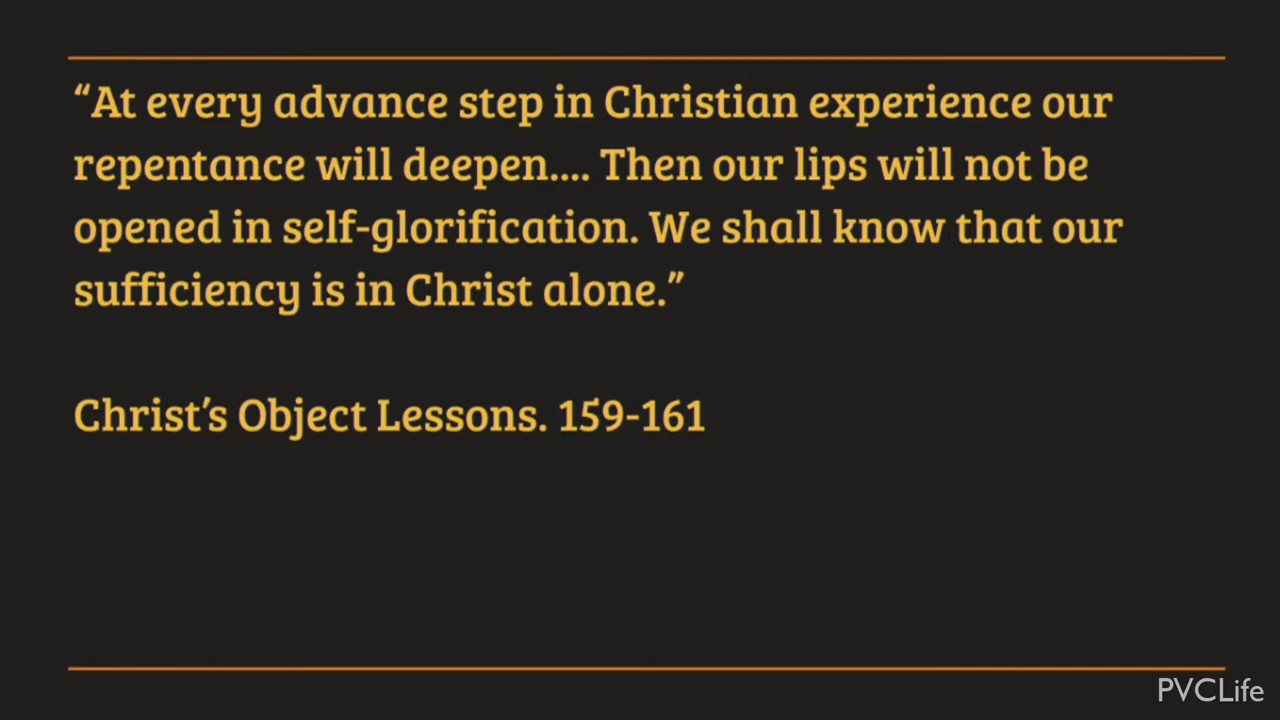 “At every advance step in Christian experience our
repentance will deepen.... Then our lips will not be
opened in self-glorification. We shall know that our
sufficiency is in Christ alone.”
Christ’s Object Lessons. 159-161
PVCLife